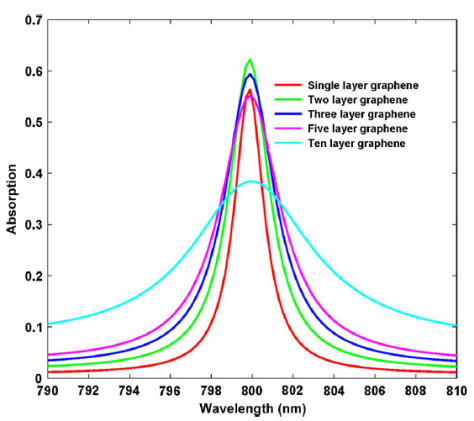 0.7
0.6
0.5
0.4
0.3
0.2
0.1
0
Absorption
Single layer graphene
Two layer graphene
Three layer graphene
Five layer graphene
Ten layer graphene
790 792 794 796 798 800 802 804 806 808 810
Wavelength (nm)